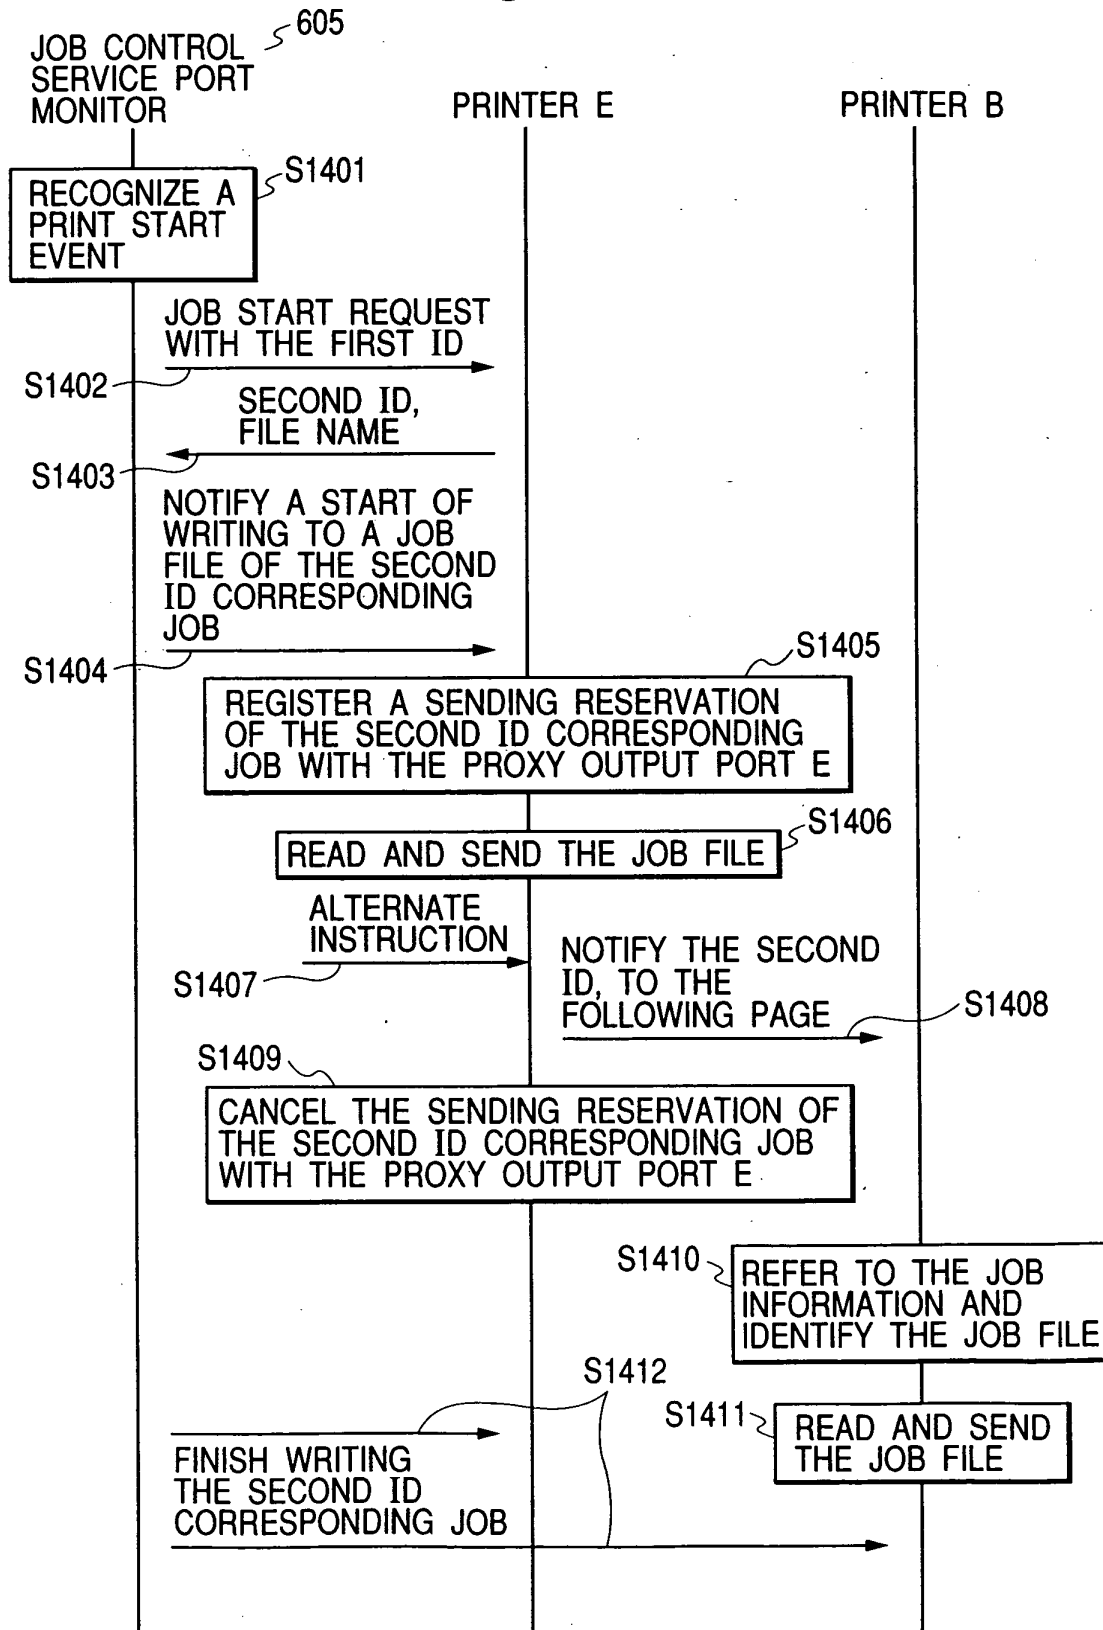 605
JOB CONTROL
SERVICE PORT
MONITOR
PRINTER E
PRINTER B
S1401
RECOGNIZE A
PRINT START
EVENT
JOB START REQUEST
WITH THE FIRST ID
S1402
SECOND ID,
FILE NAME
S1403
NOTIFY A START OF
WRITING TO A JOB
FILE OF THE SECOND
ID CORRESPONDING
JOB
S1404
S1405
REGISTER A SENDING RESERVATION
OF THE SECOND ID CORRESPONDING
JOB WITH THE PROXY OUTPUT PORT E
S1406
READ AND SEND THE JOB FILE
ALTERNATE
INSTRUCTION
S1407
NOTIFY THE SECOND
ID, TO THE
FOLLOWING PAGE
S1408
S1409
CANCEL THE SENDING RESERVATION OF
THE SECOND ID CORRESPONDING JOB
WITH THE PROXY OUTPUT PORT E
S1410
REFER TO THE JOB
INFORMATION AND
IDENTIFY THE JOB FILE
S1412
S1411
READ AND SEND
THE JOB FILE
FINISH WRITING
THE SECOND ID
CORRESPONDING JOB